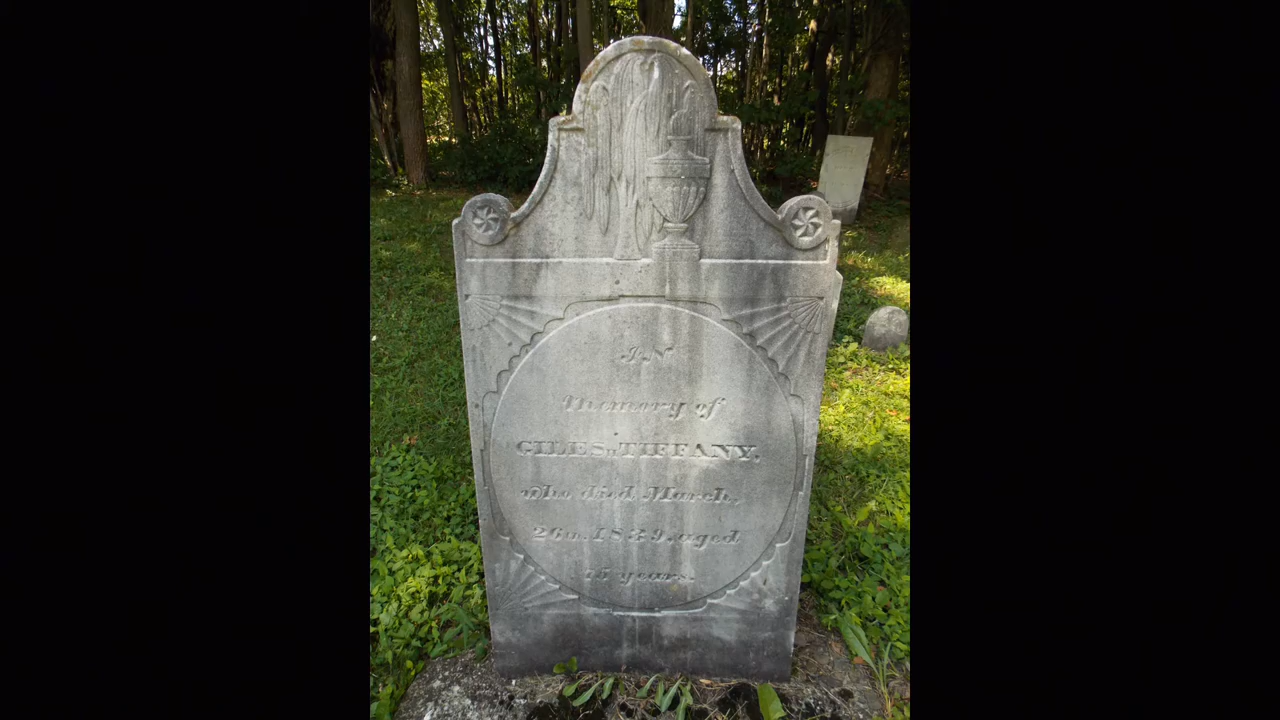 IN
Memory of
GILES TIFFANY,
Who died March,
26th. 1839. aged
years.